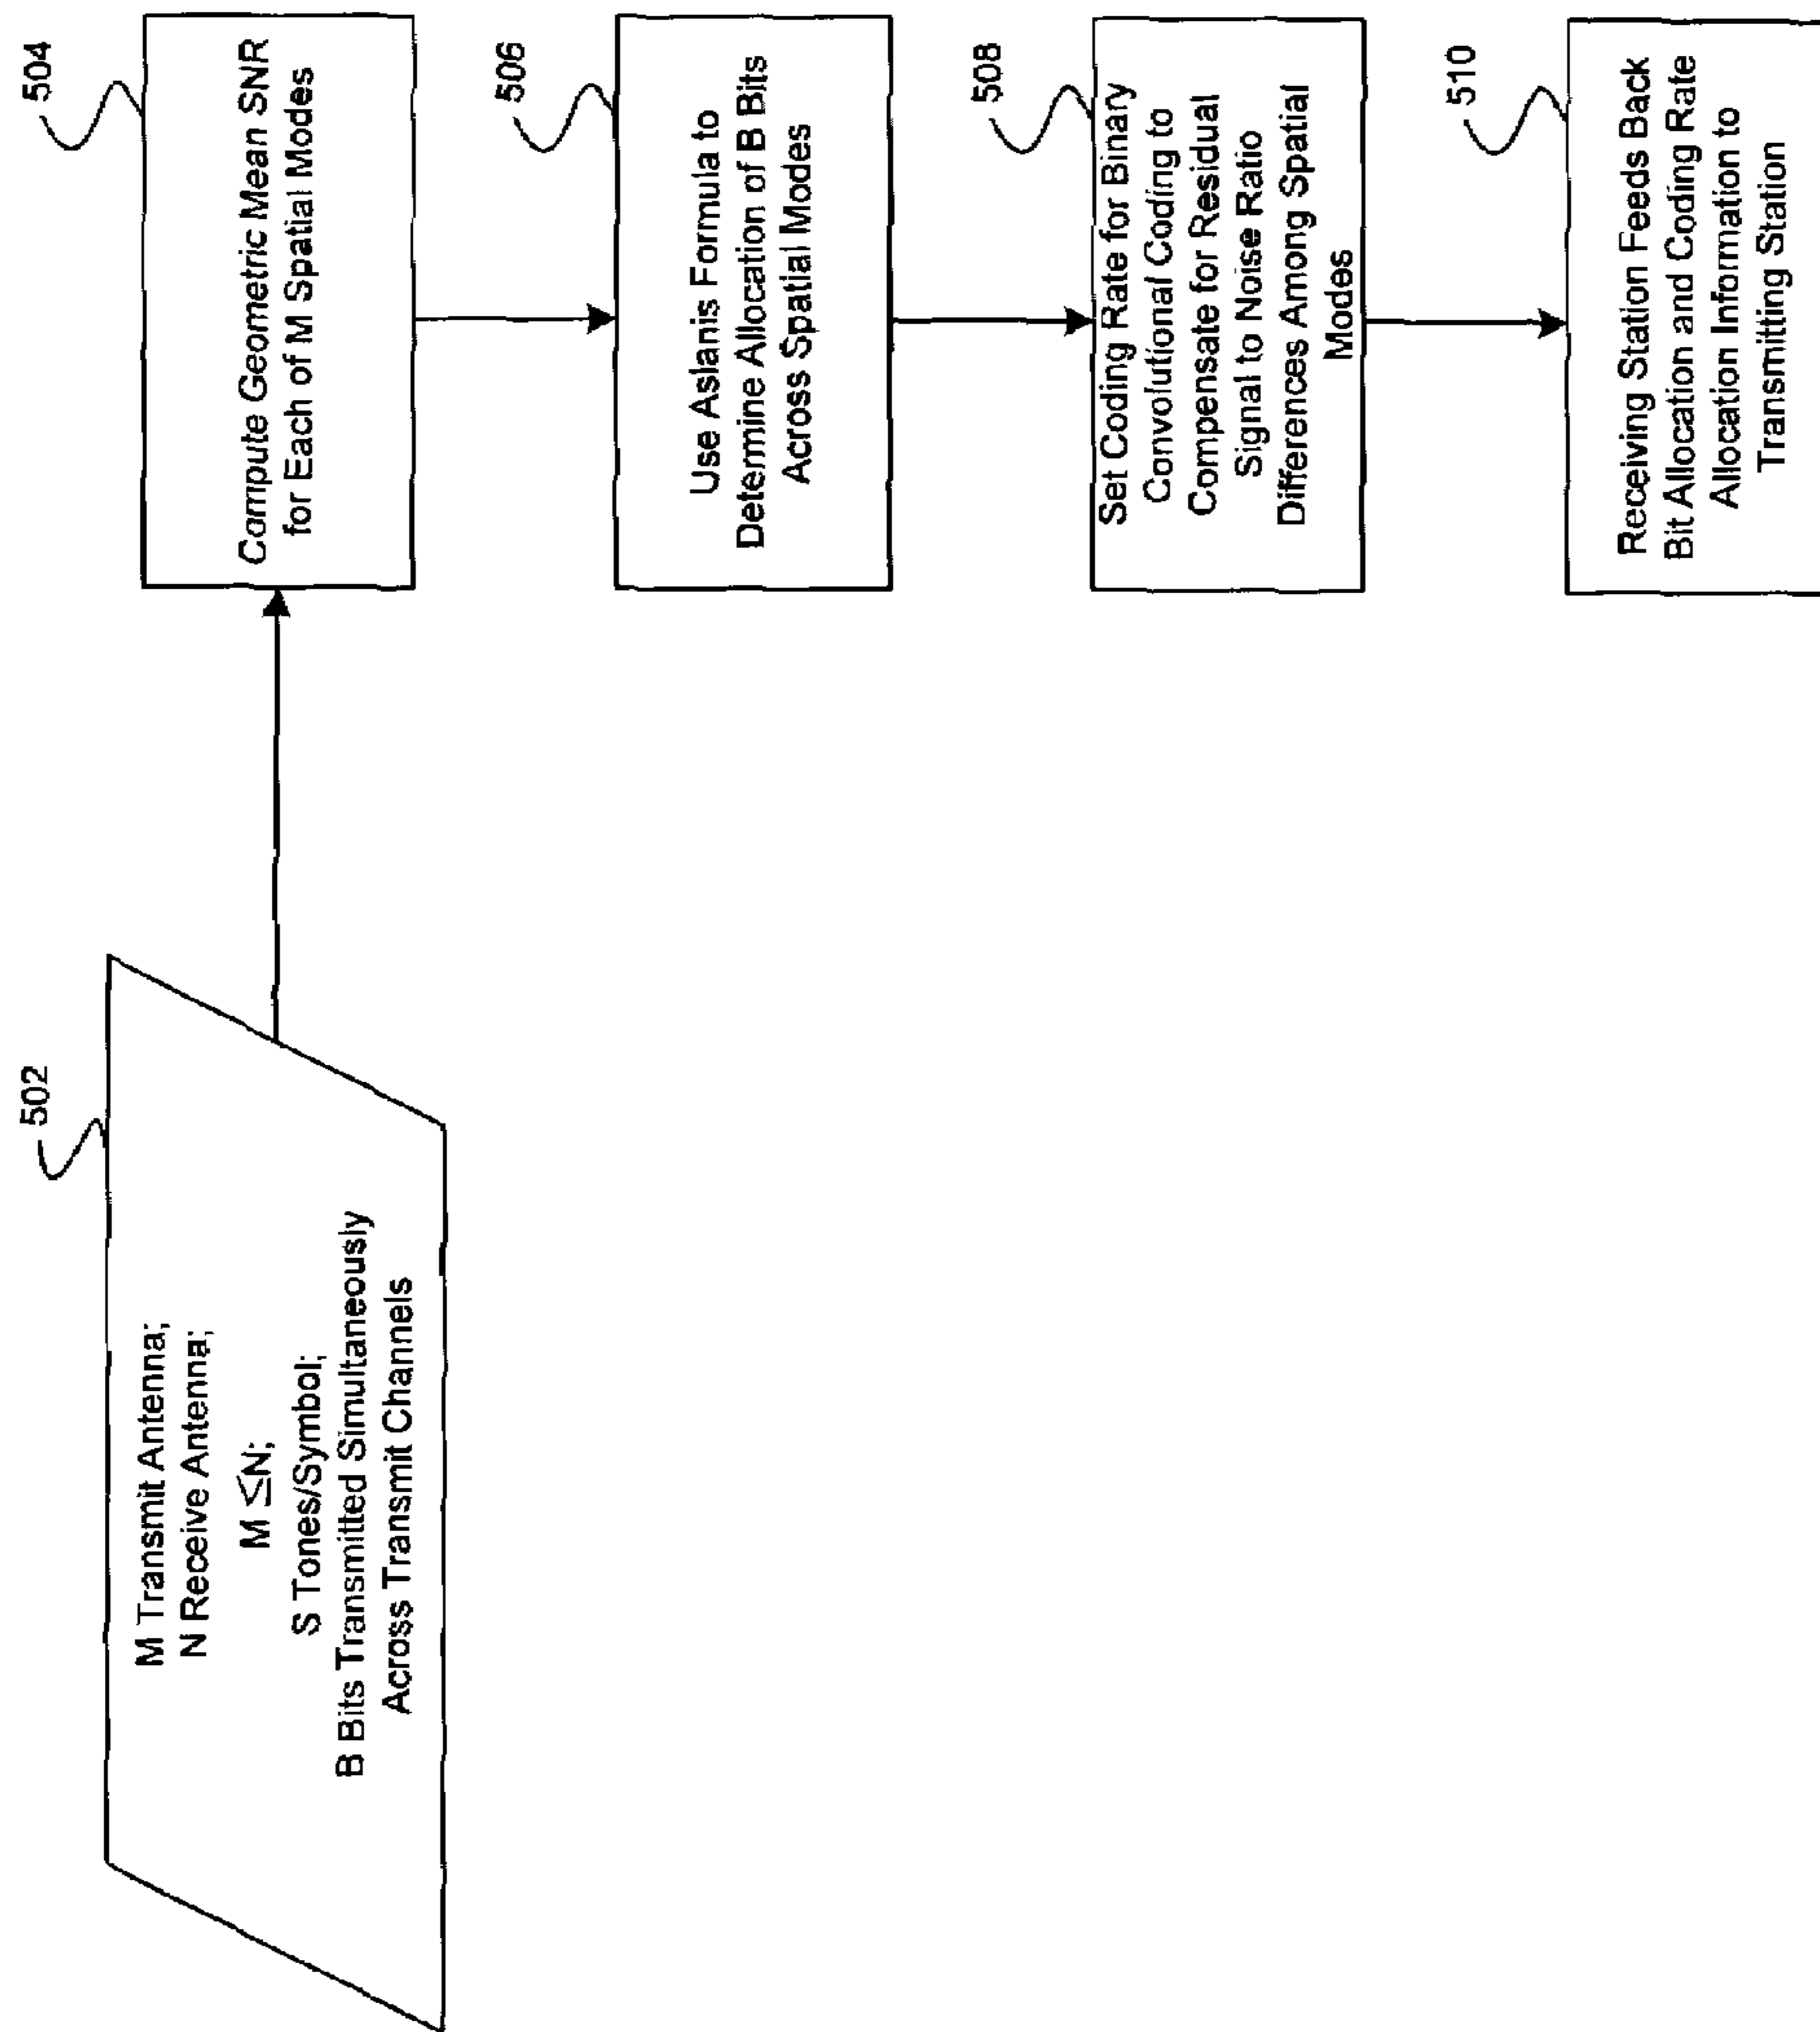 502
M Transmit Antenna;
N Receive Antenna;
M ≤N;
S Tones/Symbol;
B Bits Transmitted Simultaneously
Across Transmit Channels
504
Compute Geometric Mean SNR
for Each of M Spatial Modes
506
Use Aslanis Formula to
Determine Allocation of B Bits
Across Spatial Modes
508
Set Coding Rate for Binary
Convolutional Coding to
Compensate for Residual
Signal to Noise Ratio
Differences Among Spatial
Modes
510
Receiving Station Feeds Back
Bit Allocation and Coding Rate
Allocation Information to
Transmitting Station